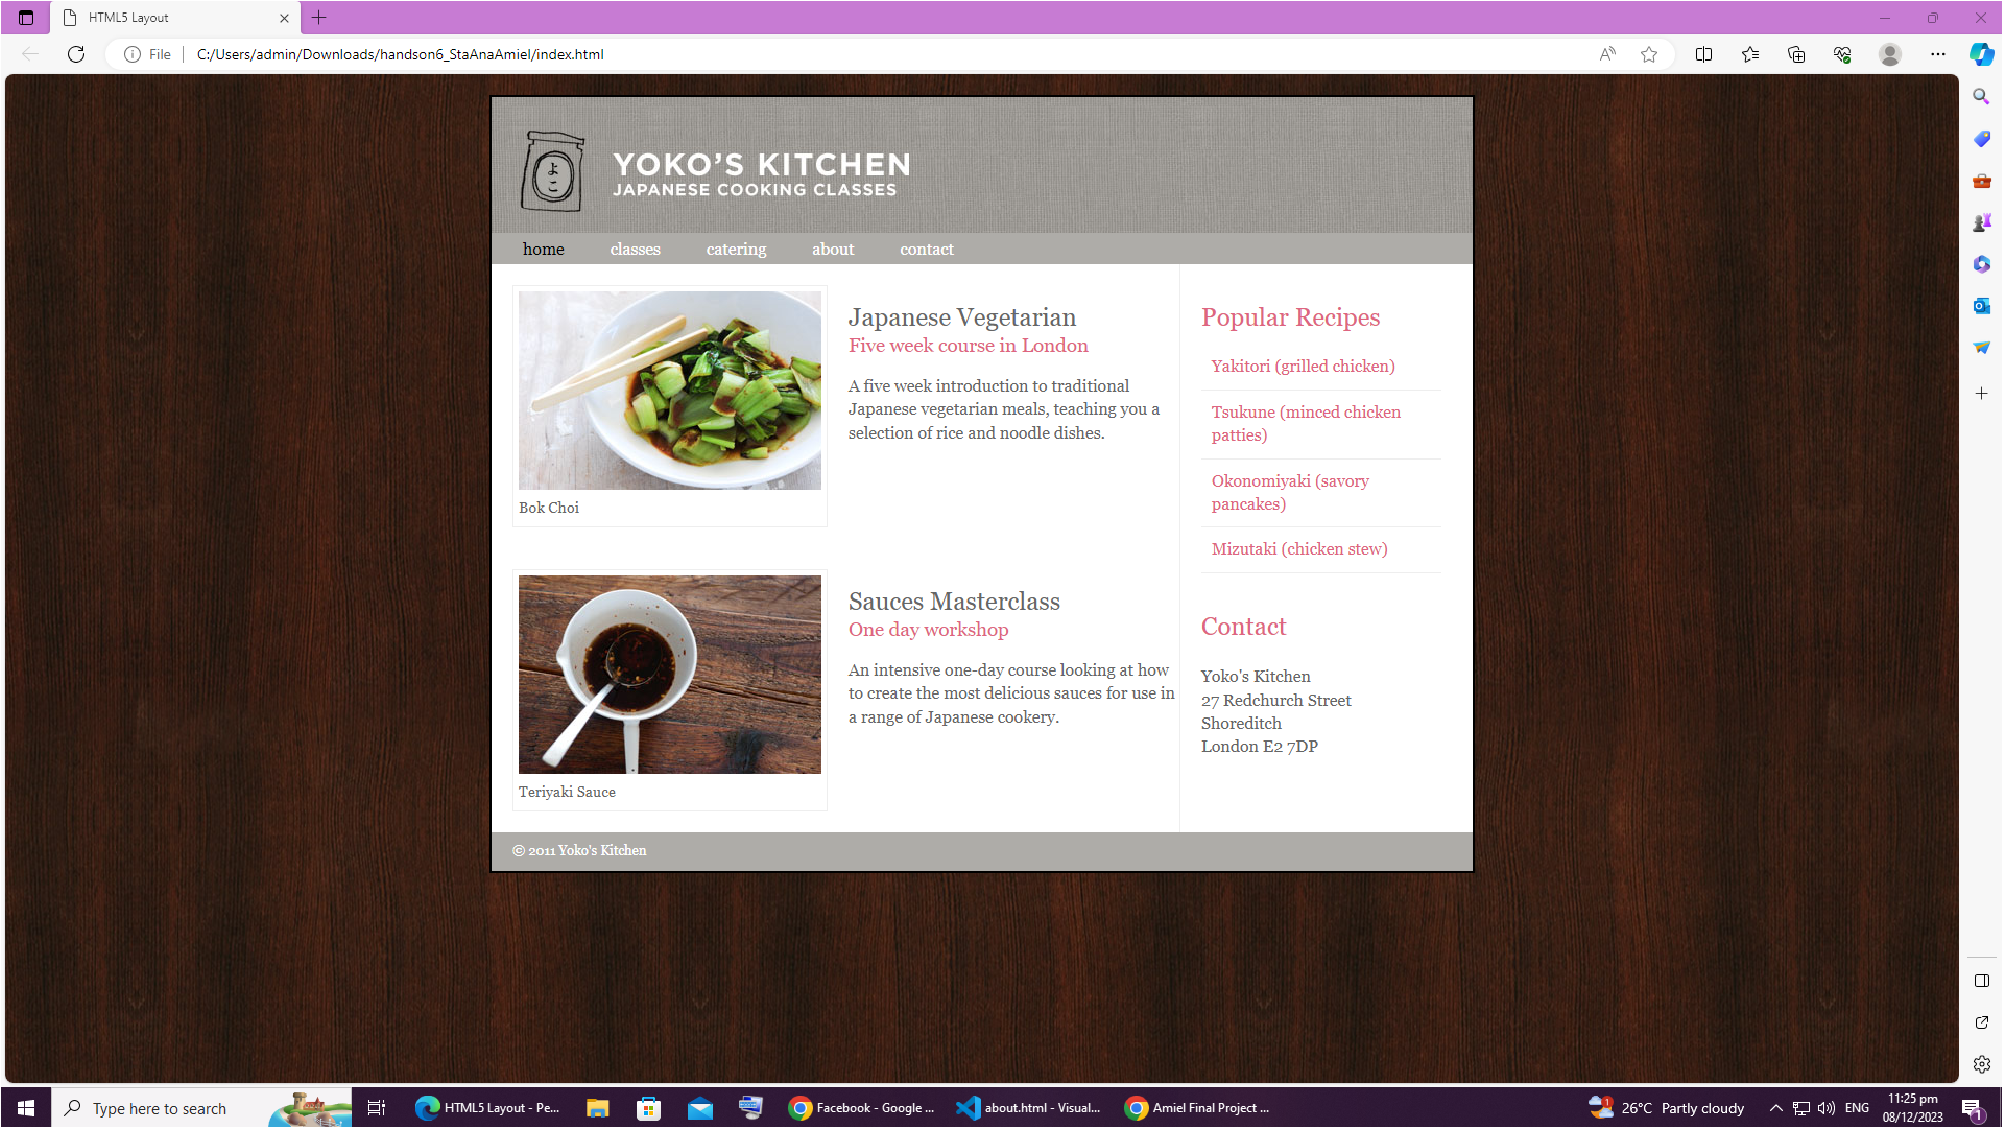 HTML5 Layout
File
C:/Users/admin/Downloads/handson6_StaAnaAmiel/index.html
よ
こ
YOKO'S KITCHEN
JAPANESE COOKING CLASSES
home classes catering about contact
Bok Choi
Japanese Vegetarian
Five week course in London
A five week introduction to traditional
Japanese vegetarian meals, teaching you a
selection of rice and noodle dishes.
Teriyaki Sauce
Sauces Masterclass
One day workshop
An intensive one-day course looking at how
to create the most delicious sauces for use in
a range of Japanese cookery.
Popular Recipes
Yakitori (grilled chicken)
Tsukune (minced chicken
patties)
Okonomiyaki (savory
pancakes)
Mizutaki (chicken stew)
Contact
Yoko's Kitchen
27 Redchurch Street
Shoreditch
London E2 7DP
© 2011 Yoko's Kitchen
Type here to search
HTML5 Layout - Pe...
Facebook - Google ...
about.html - Visual...
Amiel Final Project ...
1
26°C Partly cloudy
ENG
11:25 pm
08/12/2023
1